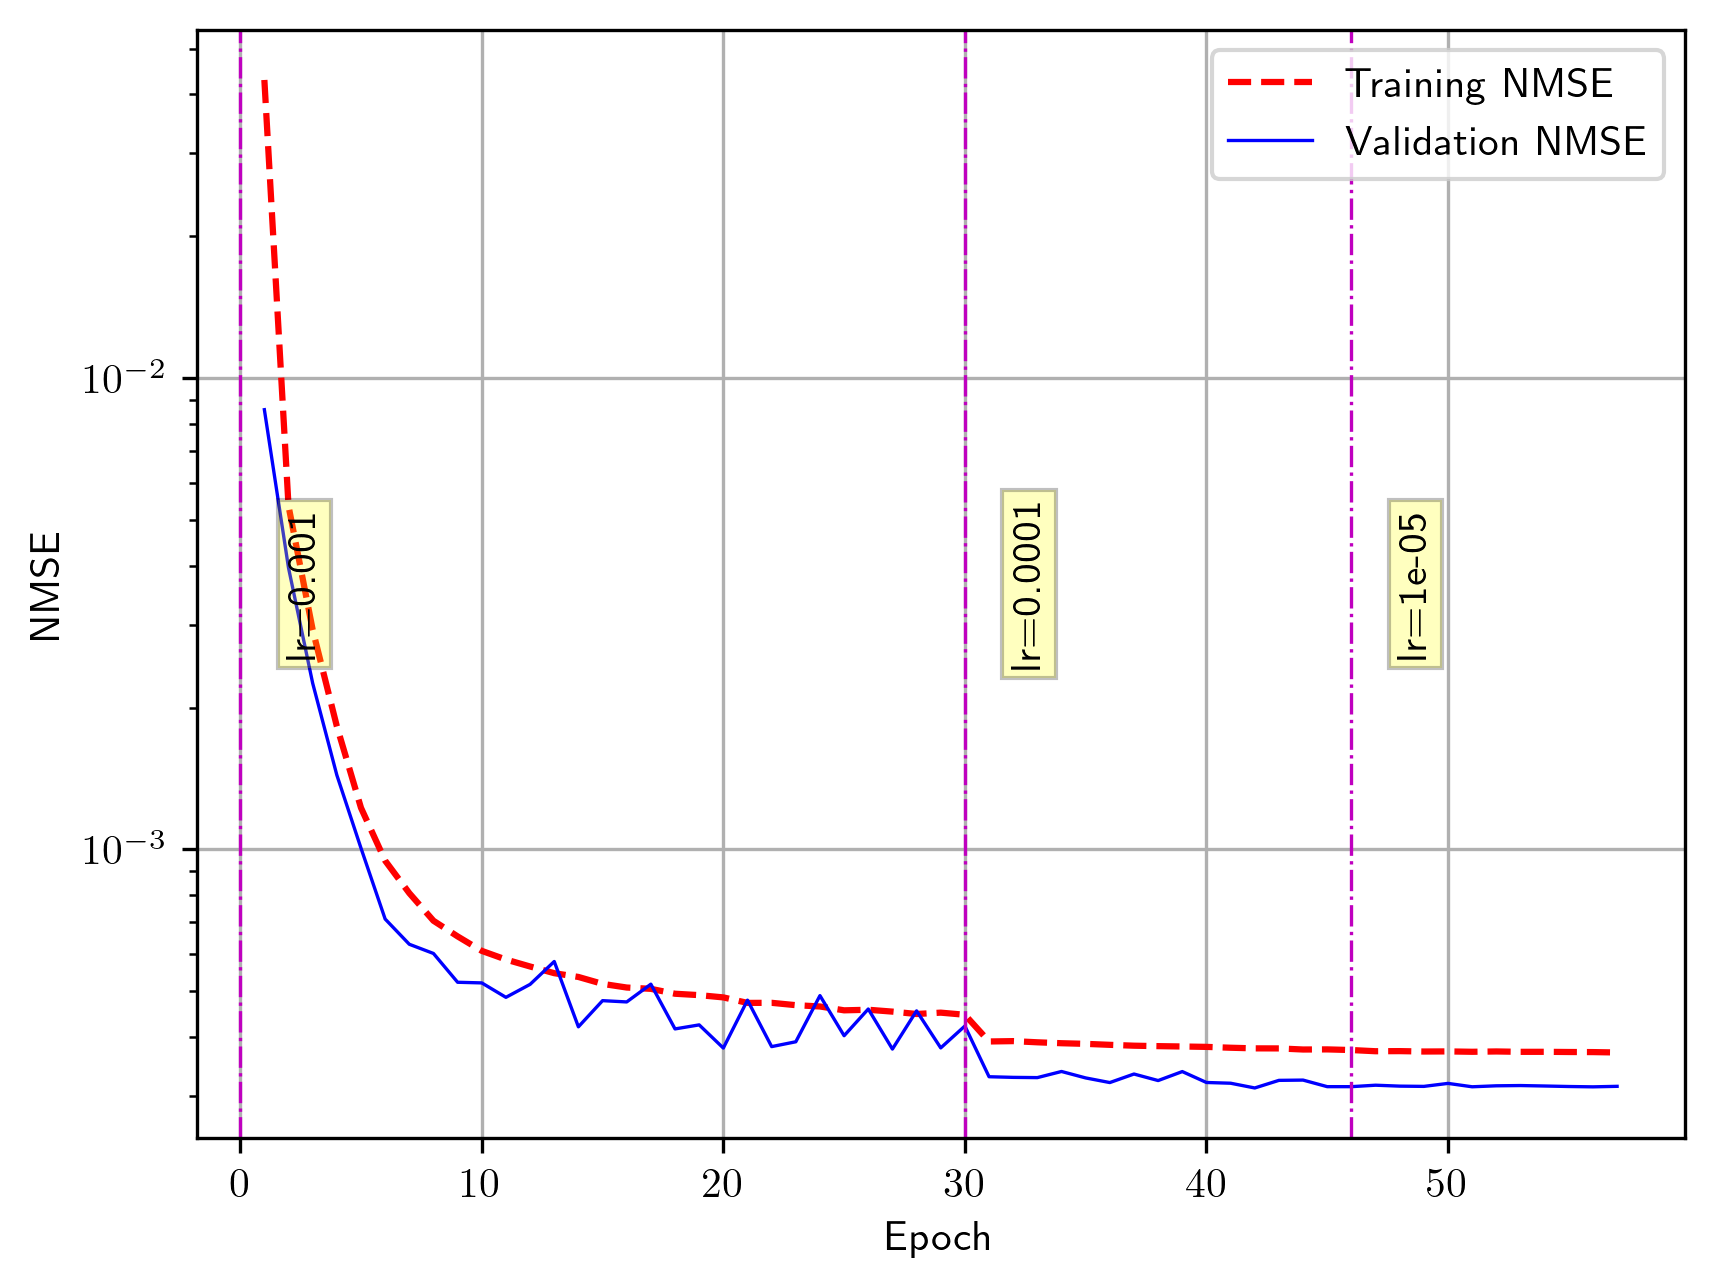 Training NMSE
Validation NMSE
NMSE
10⁻²
10⁻³
lr=0.001
lr=0.0001
lr=1e-05
0 10 20 30 40 50
Epoch